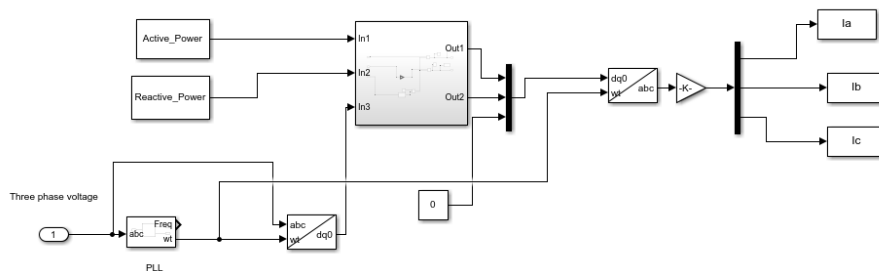 Active_Power
Reactive_Power
In1
In2
In3
Out1
Out2
dq0
wt
abc
-K-
Ia
Ib
Ic
Three phase voltage
1
abc
Freq
wt
PLL
abc
wt
dq0
0